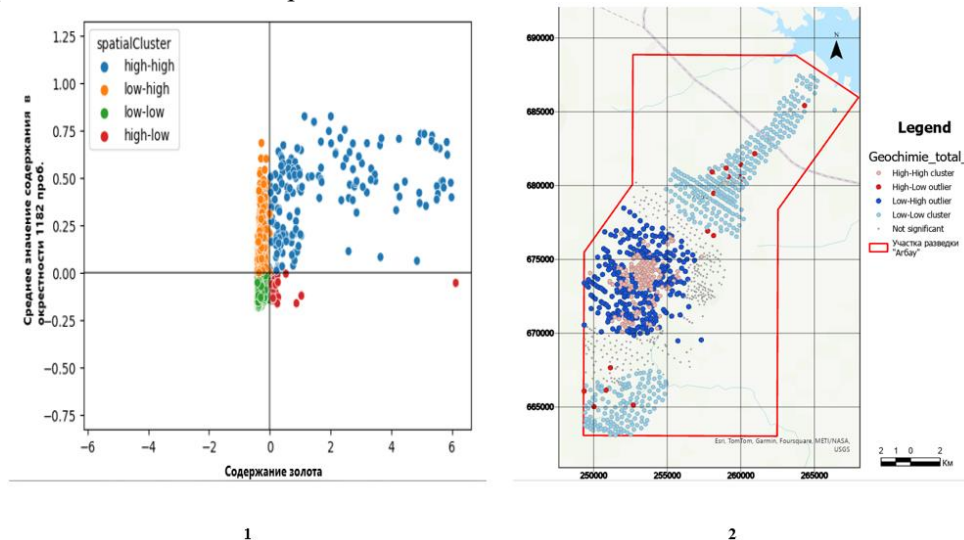 1.25
1.00
0.75
0.50
0.25
0.00
−0.25
−0.50
−0.75
spatialCluster
high-high
low-high
low-low
high-low
Среднее значение содержания в
окрестности 1182 проб.
−6
−4
−2
0
2
4
6
Содержание золота
1
690000
685000
680000
675000
670000
665000
250000
255000
260000
265000
N
Esri, TomTom, Garmin, Foursquare, METI/NASA,
USGS
Legend
Geochimie_total_
High-High cluster
High-Low outlier
Low-High outlier
Low-Low cluster
Not significant
Участка разведки
"Агбау"
2 1 0 2
Км
2